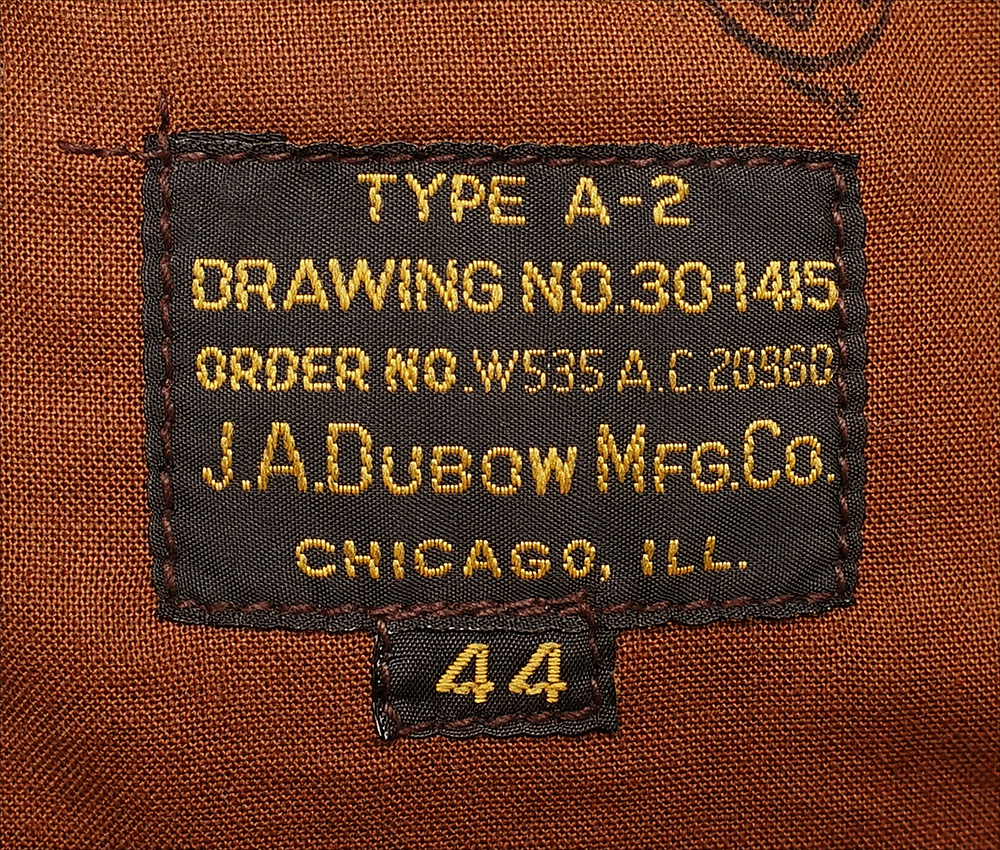 TYPE A-2
DRAWING NO. 30-1415
ORDER NO. W535 A.C. 20960
J.A. DUBOW MFG. CO.
CHICAGO, ILL.
44